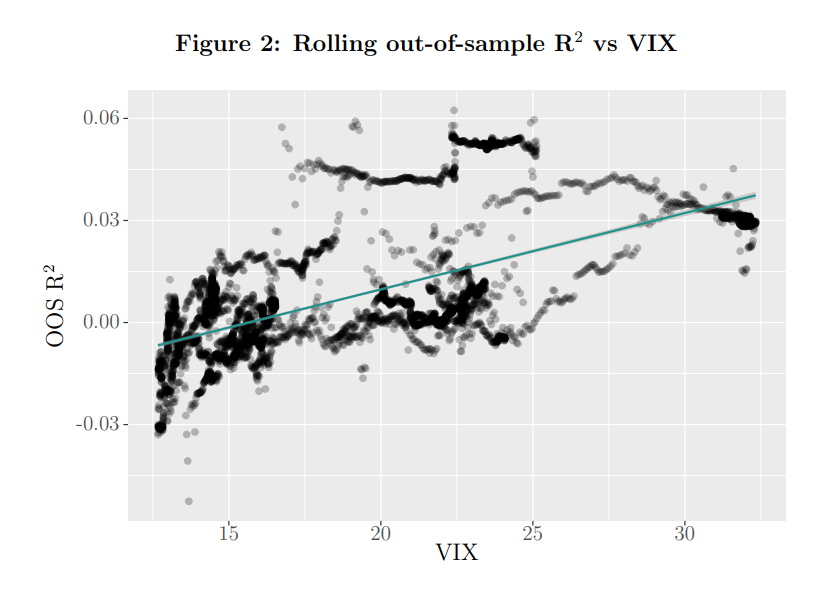 Figure 2: Rolling out-of-sample R² vs VIX
0.06
0.03
0.00
-0.03
OOS R²
15 20 25 30
VIX